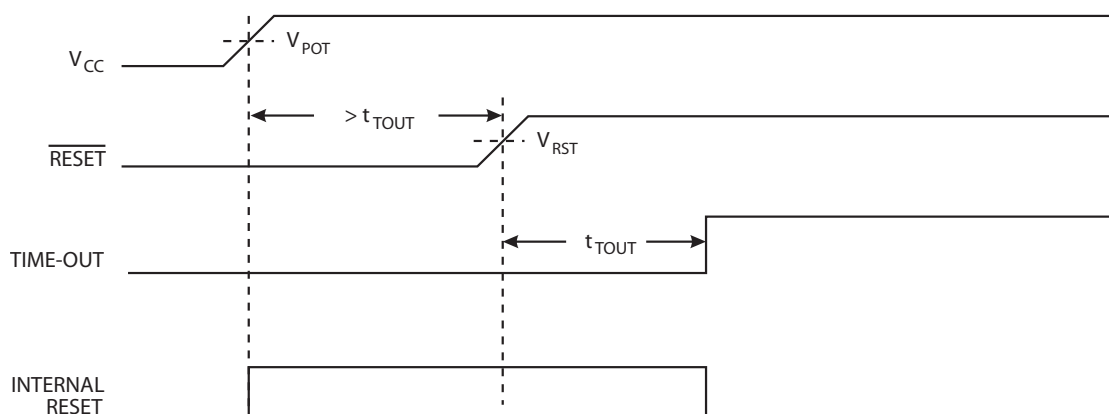 V_CC
V_POT
> t_TOUT
RESET
V_RST
t_TOUT
TIME-OUT
INTERNAL
RESET